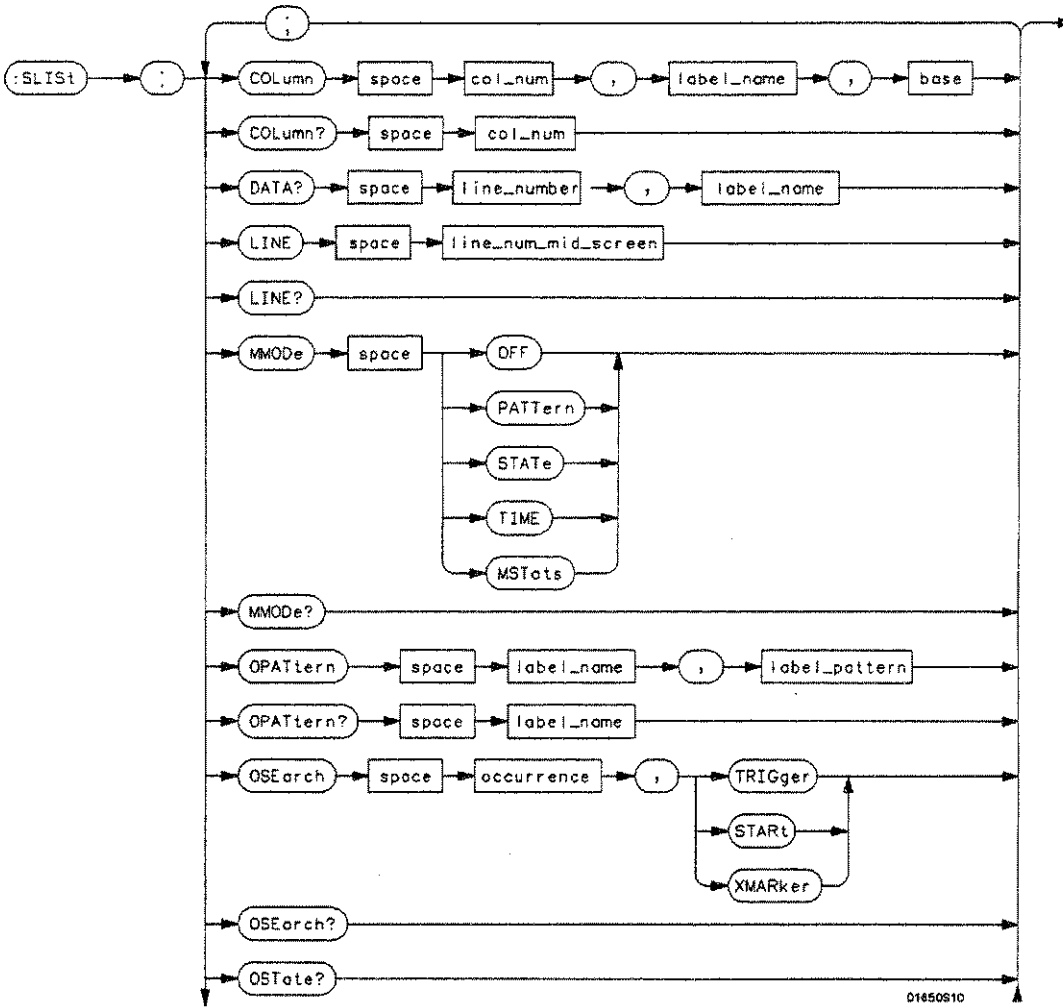 ;
:SLISt : COLumn space col_num , label_name , base
COLumn? space col_num
DATA? space line_number , label_name
LINE space line_num_mid_screen
LINE?
MMODe space OFF
PATTern
STATe
TIME
MSTats
MMODe?
OPATtern space label_name , label_pattern
OPATtern? space label_name
OSEarch space occurrence , TRIGger
STARt
XMARker
OSEarch?
OSTate?
01650S10